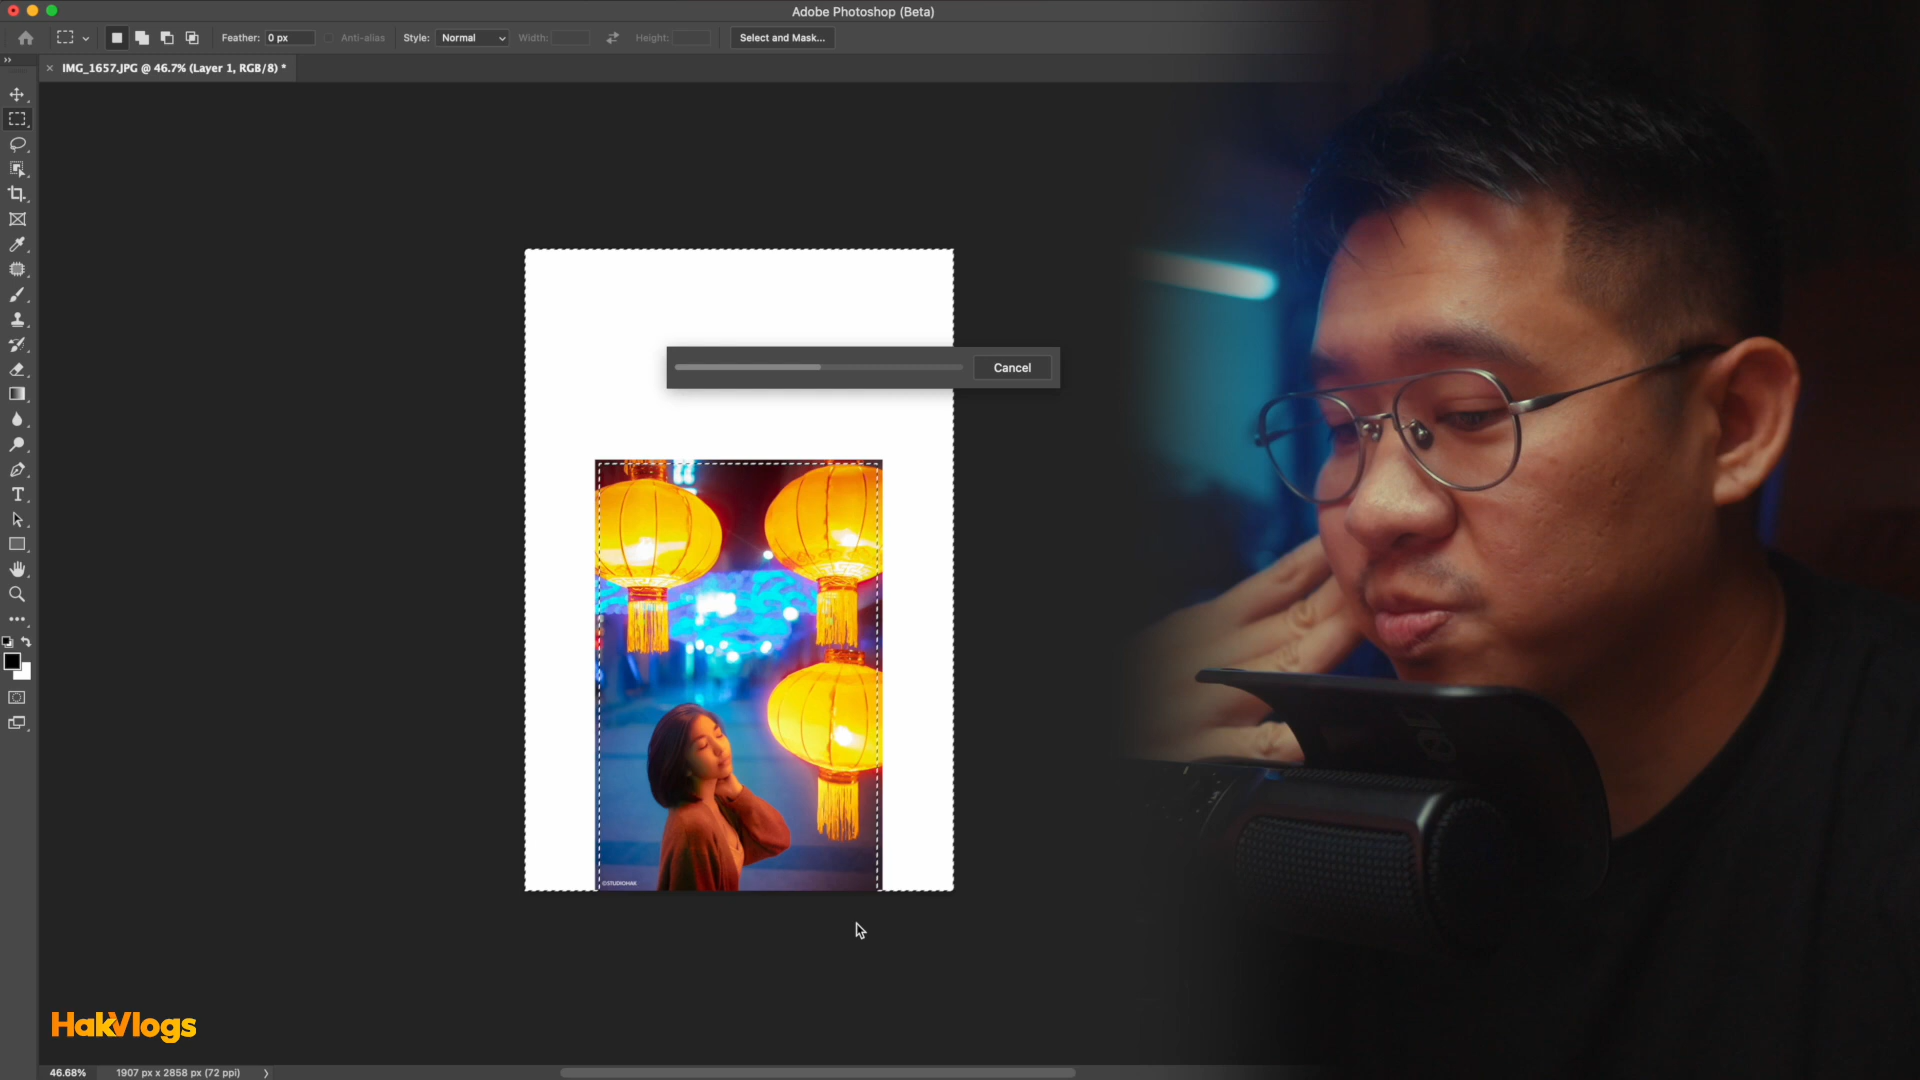 Adobe Photoshop (Beta)
Feather: 0 px Anti-alias Style: Normal Width: Height: Select and Mask...
IMG_1657.JPG @ 46.7% (Layer 1, RGB/8) *
Cancel
©STUDIOHAK
HakVlogs
46.68% 1907 px x 2858 px (72 ppi)